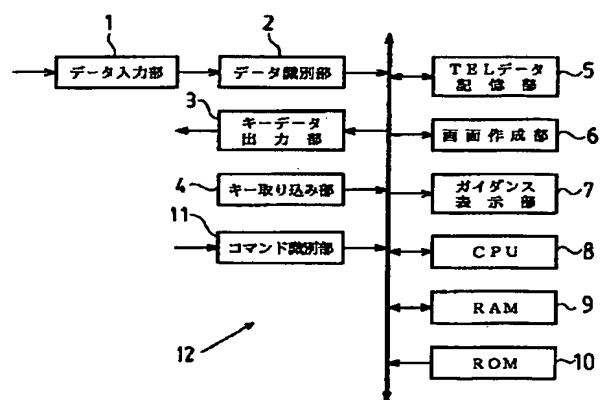 1
データ入力部
2
データ識別部
3
キーデータ
出力部
4
キー取り込み部
11
コマンド識別部
12
TELデータ
記憶部
5
画面作成部
6
ガイダンス
表示部
7
CPU
8
RAM
9
ROM
10